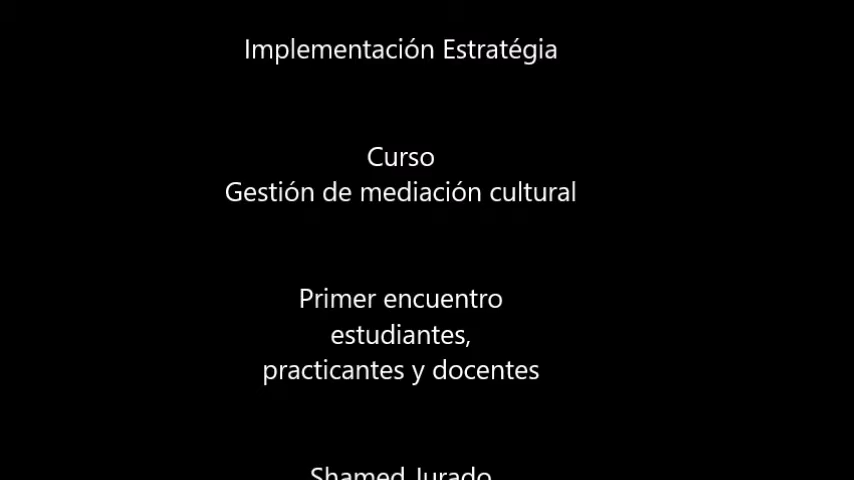 Implementación Estratégia
Curso
Gestión de mediación cultural
Primer encuentro
estudiantes,
practicantes y docentes
Shamed Jurado